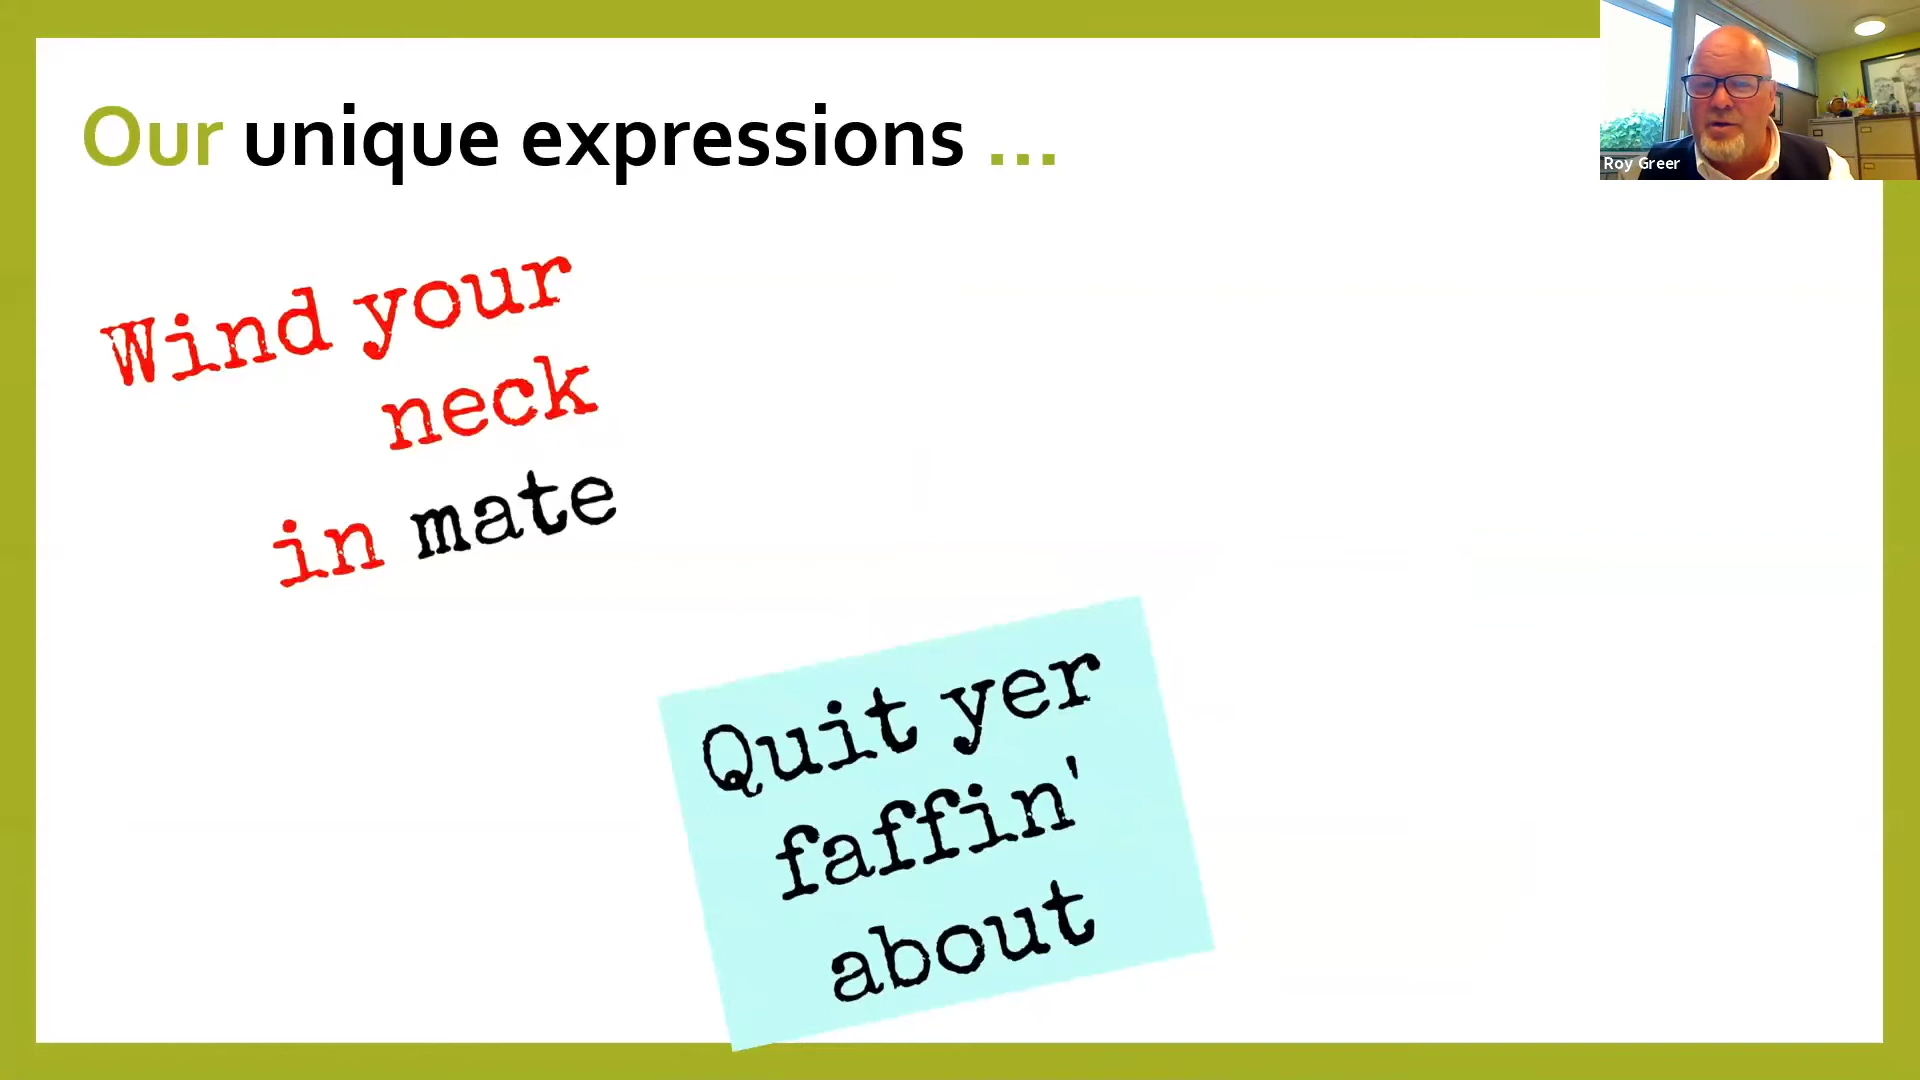 Our unique expressions ...
Roy Greer
Wind your
neck
in mate
Quit yer
faffin'
about